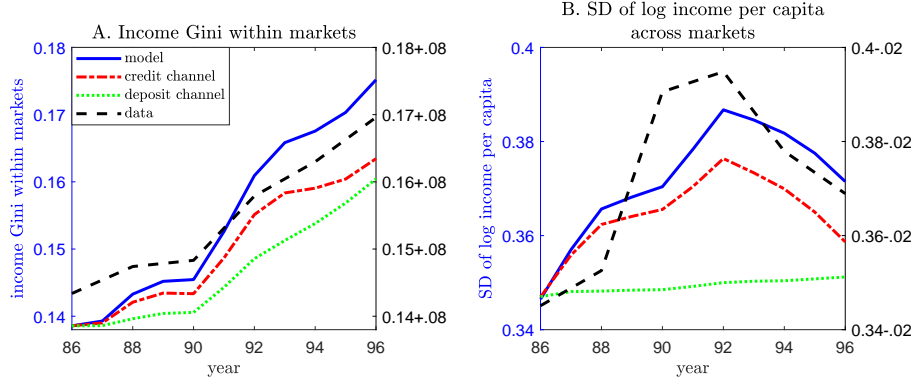 A. Income Gini within markets
0.18
0.17
0.16
0.15
0.14
income Gini within markets
model
credit channel
deposit channel
data
0.18+.08
0.17+.08
0.16+.08
0.15+.08
0.14+.08
86 88 90 92 94 96
year
B. SD of log income per capita
across markets
0.4
0.38
0.36
0.34
SD of log income per capita
0.4-.02
0.38-.02
0.36-.02
0.34-.02
86 88 90 92 94 96
year